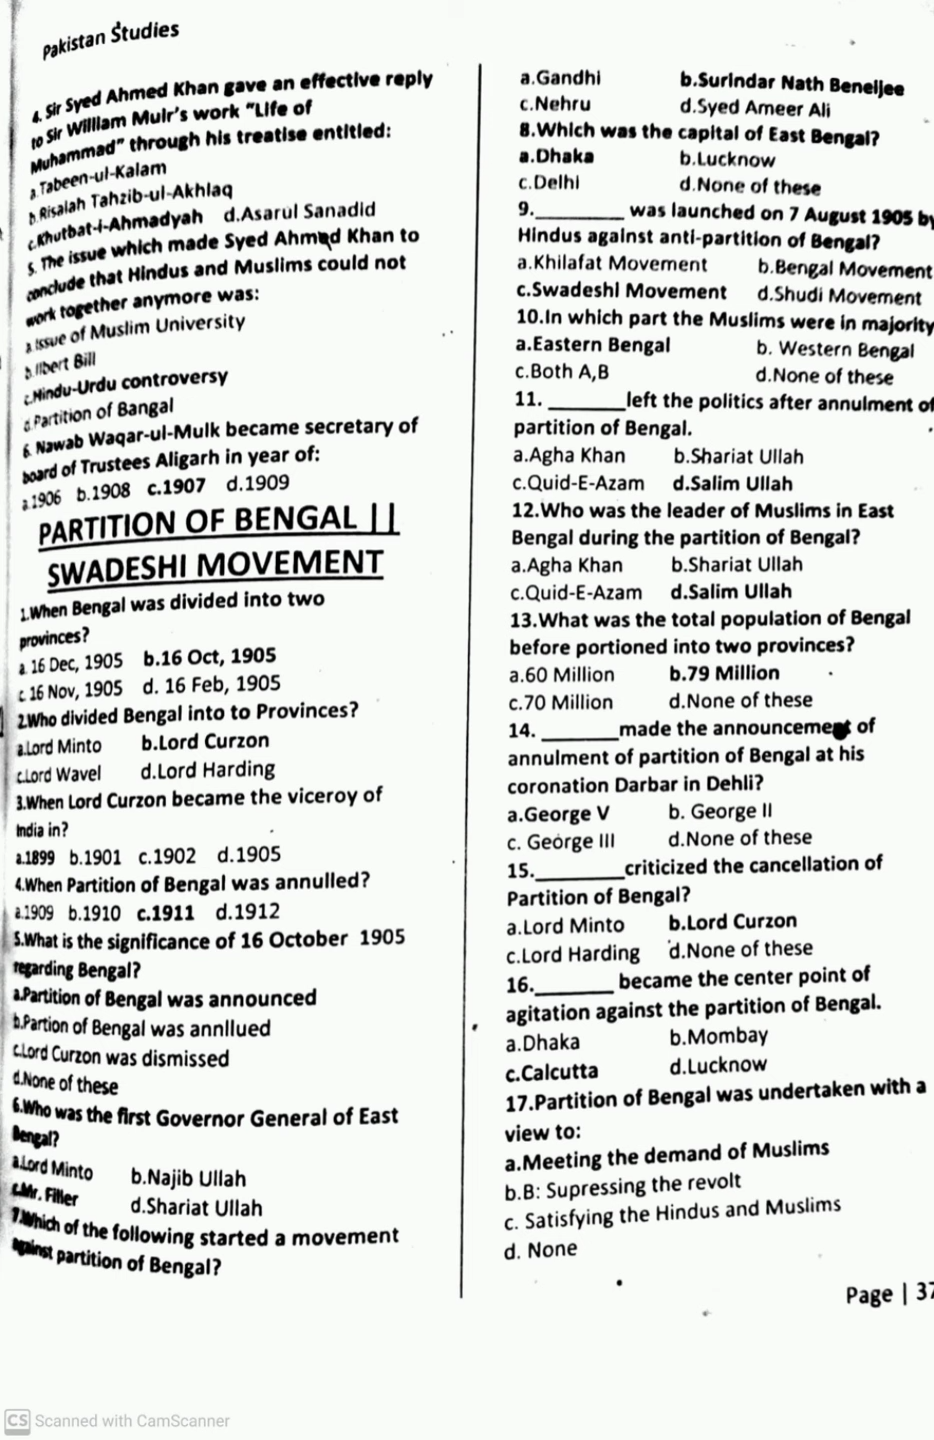 Pakistan Studies
4. Sir Syed Ahmed Khan gave an effective reply
to Sir William Muir's work "Life of
Muhammad" through his treatise entitled:
a.Tabeen-ul-Kalam
b.Risalah Tahzib-ul-Akhlaq
c.Khutbat-i-Ahmadyah d.Asarul Sanadid
5. The issue which made Syed Ahmed Khan to
conclude that Hindus and Muslims could not
work together anymore was:
a.Issue of Muslim University
b.Ilbert Bill
c.Hindu-Urdu controversy
d.Partition of Bangal
6. Nawab Waqar-ul-Mulk became secretary of
board of Trustees Aligarh in year of:
a.1906 b.1908 c.1907 d.1909
PARTITION OF BENGAL ||
SWADESHI MOVEMENT
1.When Bengal was divided into two
provinces?
a. 16 Dec, 1905 b.16 Oct, 1905
c. 16 Nov, 1905 d. 16 Feb, 1905
2.Who divided Bengal into to Provinces?
a.Lord Minto b.Lord Curzon
c.Lord Wavel d.Lord Harding
3.When Lord Curzon became the viceroy of
India in?
a.1899 b.1901 c.1902 d.1905
4.When Partition of Bengal was annulled?
a.1909 b.1910 c.1911 d.1912
5.What is the significance of 16 October 1905
regarding Bengal?
a.Partition of Bengal was announced
b.Partion of Bengal was annllued
c.Lord Curzon was dismissed
d.None of these
6.Who was the first Governor General of East
Bengal?
a.Lord Minto b.Najib Ullah
c.Mr. Filler d.Shariat Ullah
7.Which of the following started a movement
against partition of Bengal?
a.Gandhi b.Surindar Nath Beneljee
c.Nehru d.Syed Ameer Ali
8.Which was the capital of East Bengal?
a.Dhaka b.Lucknow
c.Delhi d.None of these
9.________ was launched on 7 August 1905 by
Hindus against anti-partition of Bengal?
a.Khilafat Movement b.Bengal Movement
c.Swadeshi Movement d.Shudi Movement
10.In which part the Muslims were in majority
a.Eastern Bengal b. Western Bengal
c.Both A,B d.None of these
11. _______left the politics after annulment of
partition of Bengal.
a.Agha Khan b.Shariat Ullah
c.Quid-E-Azam d.Salim Ullah
12.Who was the leader of Muslims in East
Bengal during the partition of Bengal?
a.Agha Khan b.Shariat Ullah
c.Quid-E-Azam d.Salim Ullah
13.What was the total population of Bengal
before portioned into two provinces?
a.60 Million b.79 Million
c.70 Million d.None of these
14. _______made the announcement of
annulment of partition of Bengal at his
coronation Darbar in Dehli?
a.George V b. George II
c. George III d.None of these
15.________criticized the cancellation of
Partition of Bengal?
a.Lord Minto b.Lord Curzon
c.Lord Harding d.None of these
16._______ became the center point of
agitation against the partition of Bengal.
a.Dhaka b.Mombay
c.Calcutta d.Lucknow
17.Partition of Bengal was undertaken with a
view to:
a.Meeting the demand of Muslims
b.B: Supressing the revolt
c. Satisfying the Hindus and Muslims
d. None
Page | 37
CS Scanned with CamScanner